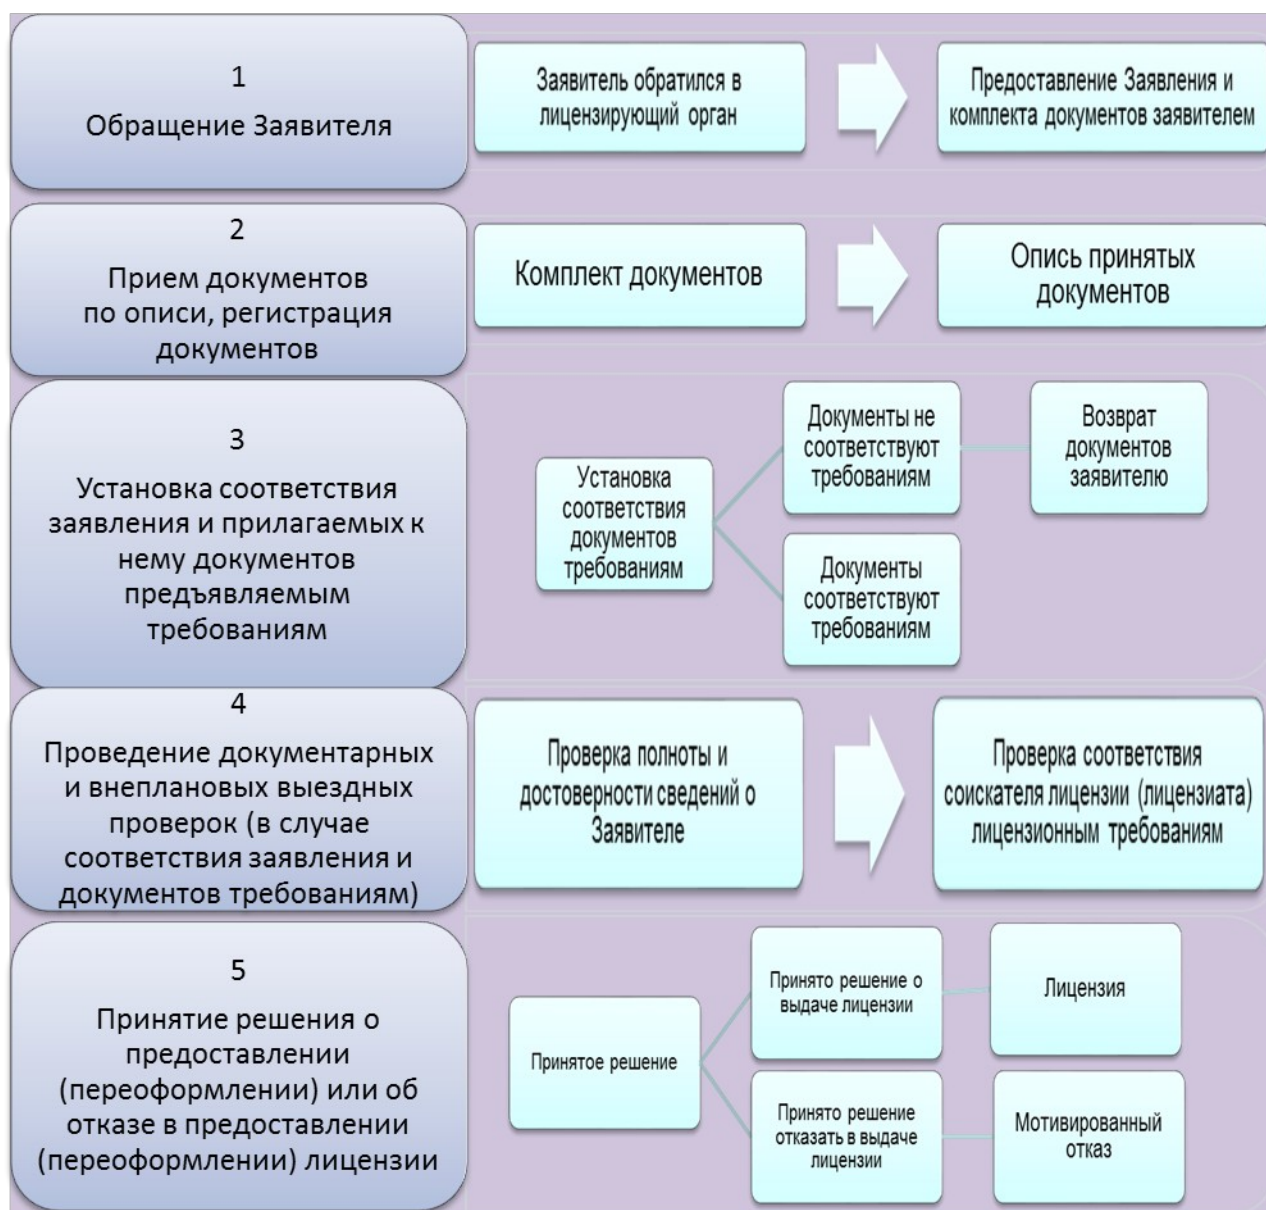 1
Обращение Заявителя
Заявитель обратился в
лицензирующий орган
Предоставление Заявления и
комплекта документов заявителем
2
Прием документов
по описи, регистрация
документов
Комплект документов
Опись принятых
документов
3
Установка соответствия
заявления и прилагаемых к
нему документов
предъявляемым
требованиям
Установка
соответствия
документов
требованиям
Документы не
соответствуют
требованиям
Возврат
документов
заявителю
Документы
соответствуют
требованиям
4
Проведение документарных
и внеплановых выездных
проверок (в случае
соответствия заявления и
документов требованиям)
Проверка полноты и
достоверности сведений о
Заявителе
Проверка соответствия
соискателя лицензии (лицензиата)
лицензионным требованиям
5
Принятие решения о
предоставлении
(переоформлении) или об
отказе в предоставлении
(переоформлении) лицензии
Принятое решение
Принято решение о
выдаче лицензии
Лицензия
Принято решение
отказать в выдаче
лицензии
Мотивированный
отказ